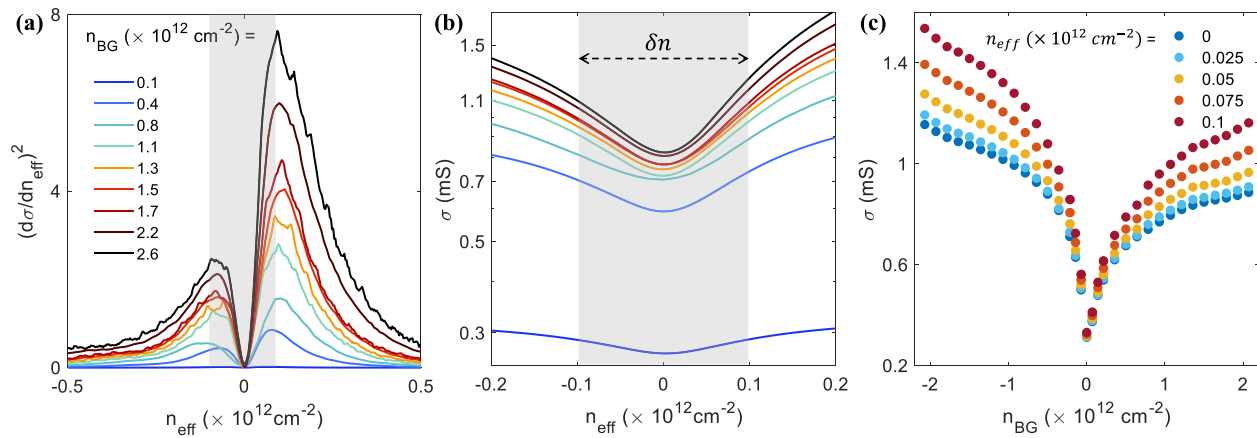 (a)
8
4
0
(dσ/dn_eff)^2
n_BG (× 10^12 cm^-2) =
0.1
0.4
0.8
1.1
1.3
1.5
1.7
2.2
2.6
-0.5 0 0.5
n_eff (× 10^12 cm^-2)
(b)
1.5
1.1
0.7
0.5
0.3
σ (mS)
δn
-0.2 -0.1 0 0.1 0.2
n_eff (× 10^12 cm^-2)
(c)
1.4
1
0.6
0.2
σ (mS)
n_eff (× 10^12 cm^-2) =
0
0.025
0.05
0.075
0.1
-2 -1 0 1 2
n_BG (× 10^12 cm^-2)